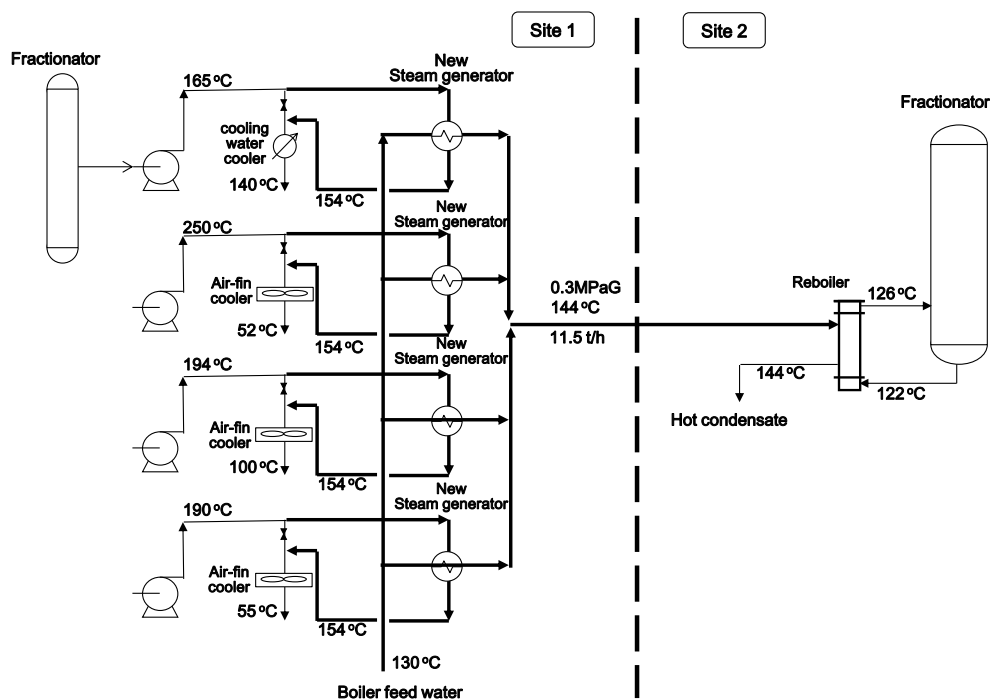 Site 1
Site 2
Fractionator
165 ºC
New
Steam generator
cooling
water
cooler
140 ºC
154 ºC
Fractionator
250 ºC
New
Steam generator
Air-fin
cooler
52 ºC
154 ºC
0.3MPaG
144 ºC
11.5 t/h
Reboiler
126 ºC
144 ºC
122 ºC
Hot condensate
194 ºC
New
Steam generator
Air-fin
cooler
100 ºC
154 ºC
190 ºC
New
Steam generator
Air-fin
cooler
55 ºC
154 ºC
130 ºC
Boiler feed water